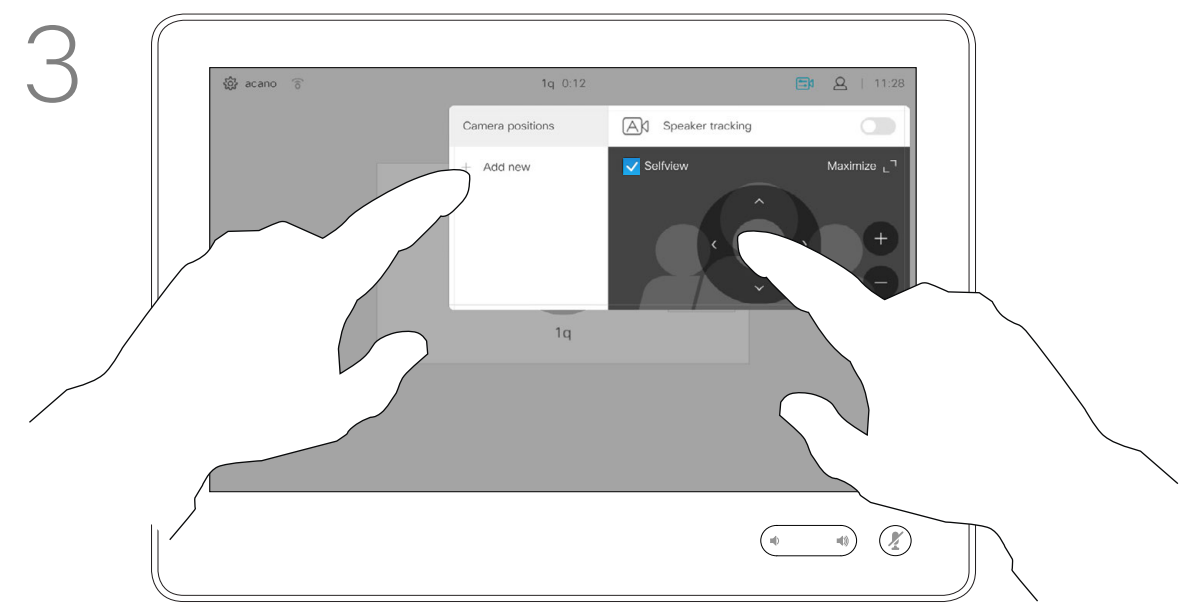 3
acano
1q 0:12
11:28
Camera positions
Speaker tracking
Add new
Selfview
Maximize
1q